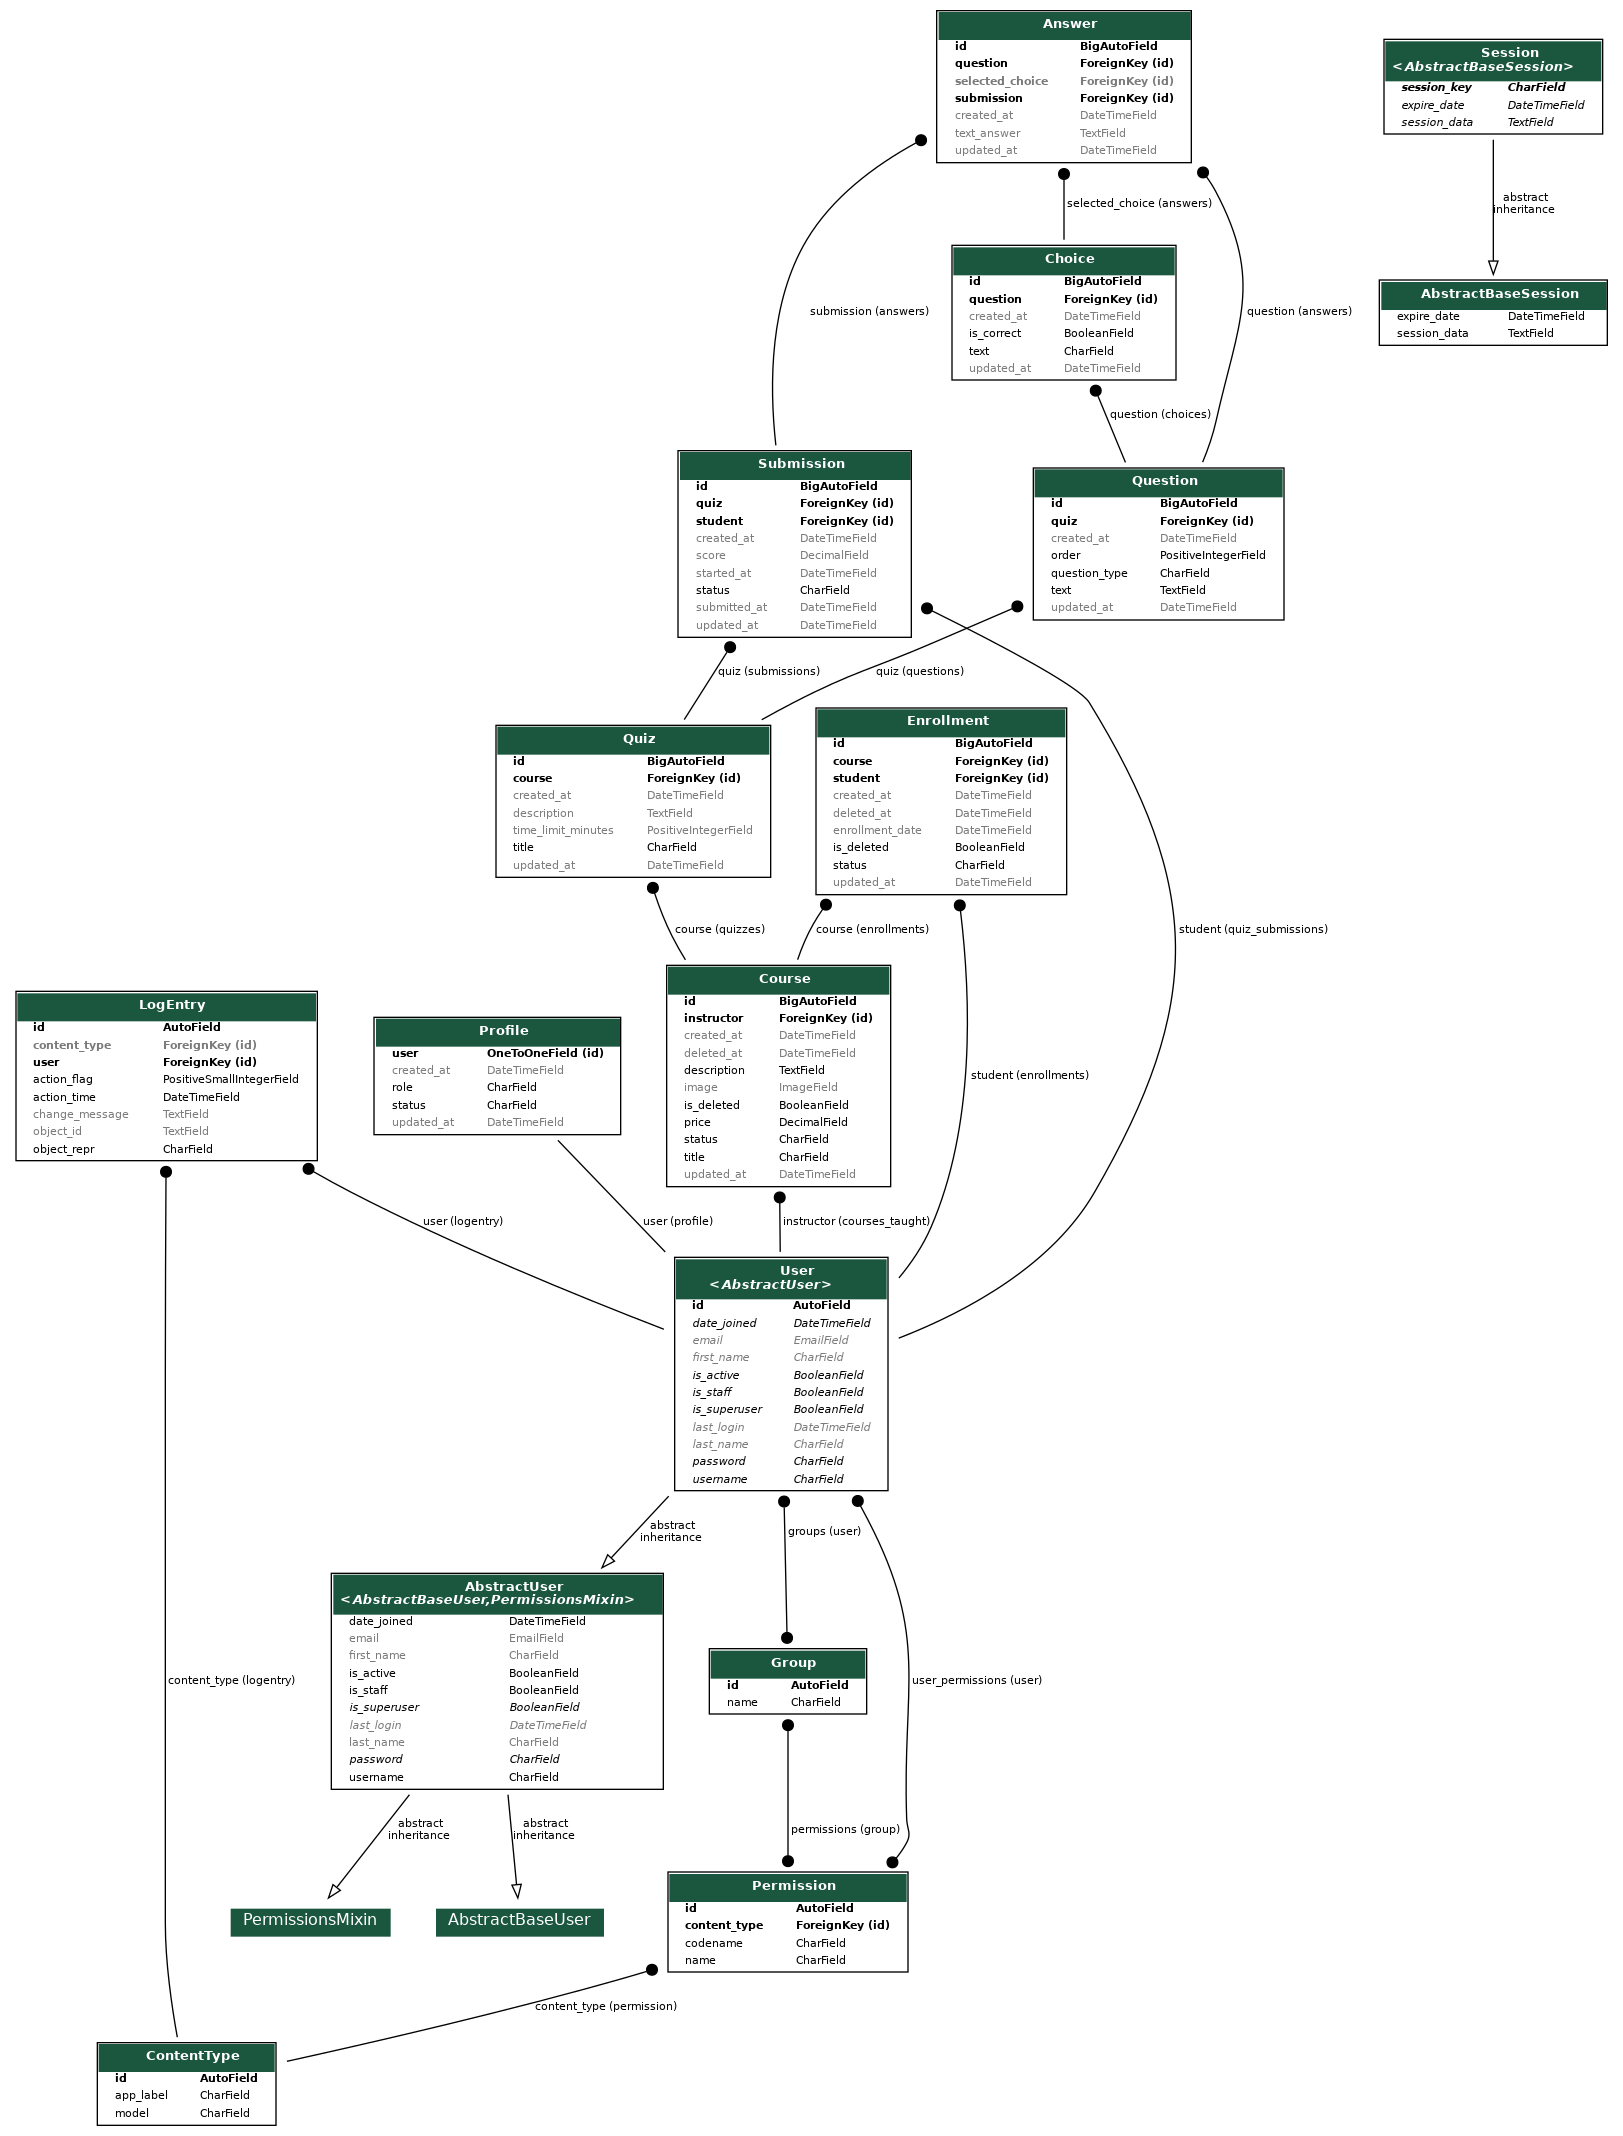 Answer
id BigAutoField
question ForeignKey (id)
selected_choice ForeignKey (id)
submission ForeignKey (id)
created_at DateTimeField
text_answer TextField
updated_at DateTimeField
Session
<AbstractBaseSession>
session_key CharField
expire_date DateTimeField
session_data TextField
abstract
inheritance
selected_choice (answers)
Choice
id BigAutoField
question ForeignKey (id)
created_at DateTimeField
is_correct BooleanField
text CharField
updated_at DateTimeField
AbstractBaseSession
expire_date DateTimeField
session_data TextField
submission (answers)
question (answers)
question (choices)
Submission
id BigAutoField
quiz ForeignKey (id)
student ForeignKey (id)
created_at DateTimeField
score DecimalField
started_at DateTimeField
status CharField
submitted_at DateTimeField
updated_at DateTimeField
Question
id BigAutoField
quiz ForeignKey (id)
created_at DateTimeField
order PositiveIntegerField
question_type CharField
text TextField
updated_at DateTimeField
quiz (submissions)
quiz (questions)
Quiz
id BigAutoField
course ForeignKey (id)
created_at DateTimeField
description TextField
time_limit_minutes PositiveIntegerField
title CharField
updated_at DateTimeField
Enrollment
id BigAutoField
course ForeignKey (id)
student ForeignKey (id)
created_at DateTimeField
deleted_at DateTimeField
enrollment_date DateTimeField
is_deleted BooleanField
status CharField
updated_at DateTimeField
course (quizzes)
course (enrollments)
student (quiz_submissions)
LogEntry
id AutoField
content_type ForeignKey (id)
user ForeignKey (id)
action_flag PositiveSmallIntegerField
action_time DateTimeField
change_message TextField
object_id TextField
object_repr CharField
Profile
user OneToOneField (id)
created_at DateTimeField
role CharField
status CharField
updated_at DateTimeField
Course
id BigAutoField
instructor ForeignKey (id)
created_at DateTimeField
deleted_at DateTimeField
description TextField
image ImageField
is_deleted BooleanField
price DecimalField
status CharField
title CharField
updated_at DateTimeField
student (enrollments)
user (logentry)
user (profile)
instructor (courses_taught)
User
<AbstractUser>
id AutoField
date_joined DateTimeField
email EmailField
first_name CharField
is_active BooleanField
is_staff BooleanField
is_superuser BooleanField
last_login DateTimeField
last_name CharField
password CharField
username CharField
abstract
inheritance
groups (user)
AbstractUser
<AbstractBaseUser,PermissionsMixin>
date_joined DateTimeField
email EmailField
first_name CharField
is_active BooleanField
is_staff BooleanField
is_superuser BooleanField
last_login DateTimeField
last_name CharField
password CharField
username CharField
Group
id AutoField
name CharField
content_type (logentry)
user_permissions (user)
abstract
inheritance
abstract
inheritance
permissions (group)
PermissionsMixin
AbstractBaseUser
Permission
id AutoField
content_type ForeignKey (id)
codename CharField
name CharField
content_type (permission)
ContentType
id AutoField
app_label CharField
model CharField